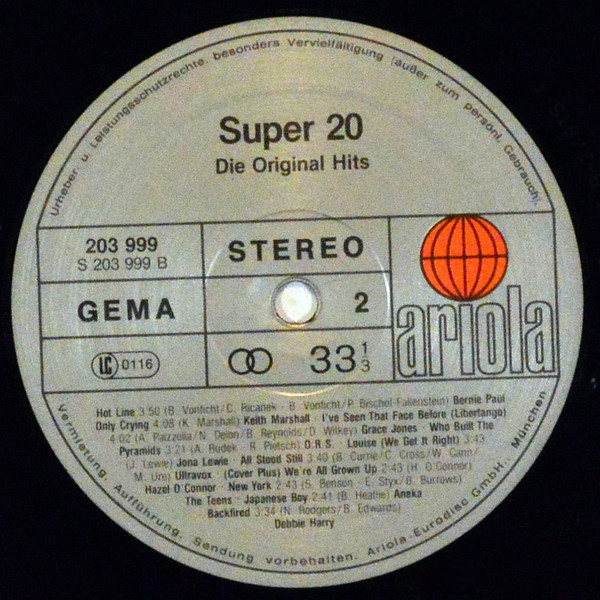 Urheber- u. Leistungsschutzrechte, besonders Vervielfältigung (außer zum persönl. Gebrauch),
Super 20
Die Original Hits
203 999
S 203 999 B
STEREO
GEMA
2
ariola
LC 0116
33 1/3
Hot Line 3:50 (B. Vonficht/C. Ricanek · B. Vonficht/P. Bischof-Fallenstein) Bernie Paul
Only Crying 4:06 (K. Marshall) Keith Marshall · I've Seen That Face Before (Libertango)
4:02 (A. Piazzolla/N. Delon/B. Reynolds/D. Wilkey) Grace Jones · Who Built The
Pyramids 3:21 (A. Budek · R. Pietsch) O.R.S. · Louise (We Get It Right) 3:43
(J. Lewie) Jona Lewie · All Stood Still 3:40 (B. Currie/C. Cross/W. Cann/
M. Ure) Ultravox · (Cover Plus) We're All Grown Up 2:43 (H. O'Connor)
Hazel O'Connor · New York 2:43 (S. Benson · E. Styx/B. Burrows)
The Teens · Japanese Boy 2:41 (B. Heatlie) Aneka
Backfired 3:34 (N. Rodgers/B. Edwards)
Debbie Harry
Vermietung, Aufführung, Sendung vorbehalten. Ariola-Eurodisc GmbH., München